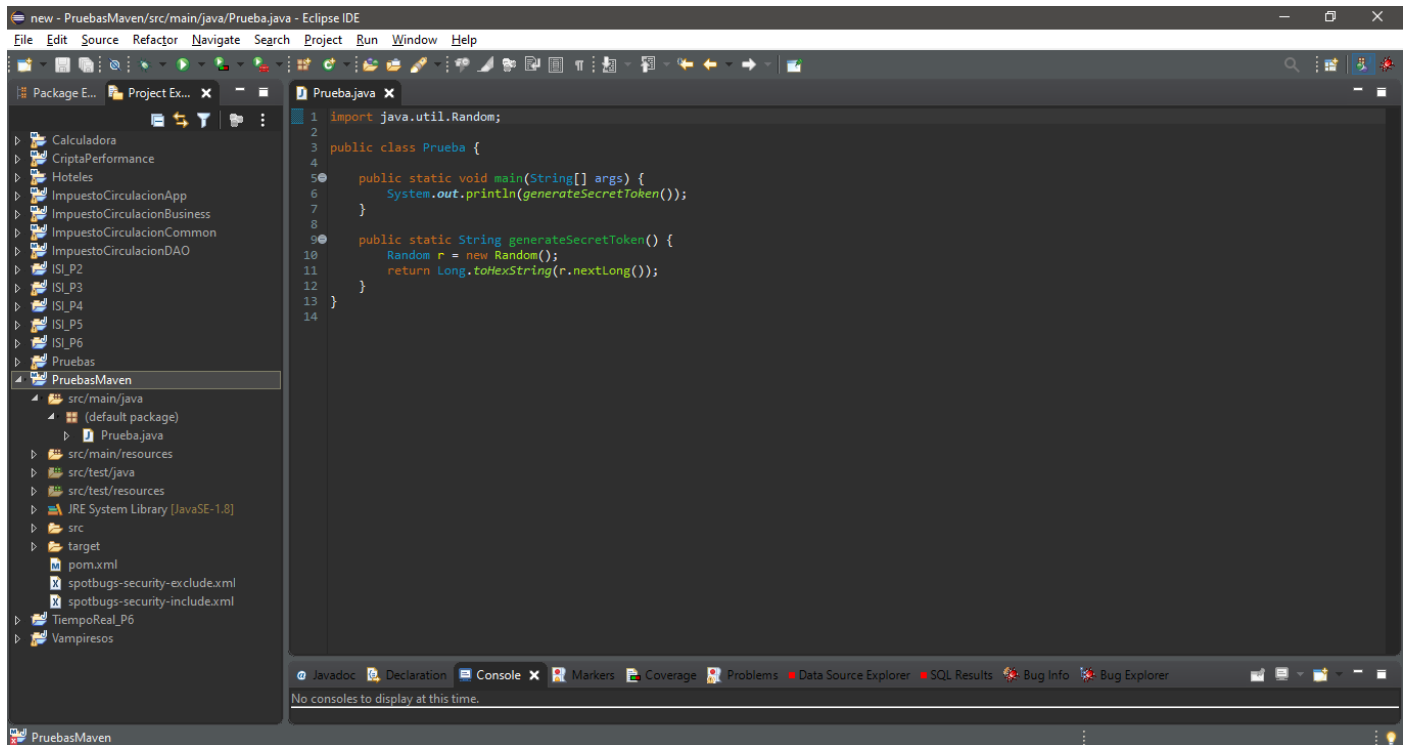 new - PruebasMaven/src/main/java/Prueba.java - Eclipse IDE
File Edit Source Refactor Navigate Search Project Run Window Help
Package E... Project Ex...
Calculadora
CriptaPerformance
Hoteles
ImpuestoCirculacionApp
ImpuestoCirculacionBusiness
ImpuestoCirculacionCommon
ImpuestoCirculacionDAO
ISI_P2
ISI_P3
ISI_P4
ISI_P5
ISI_P6
Pruebas
PruebasMaven
src/main/java
(default package)
Prueba.java
src/main/resources
src/test/java
src/test/resources
JRE System Library [JavaSE-1.8]
src
target
pom.xml
spotbugs-security-exclude.xml
spotbugs-security-include.xml
TiempoReal_P6
Vampiresos
Prueba.java
1 import java.util.Random;
2
3 public class Prueba {
4
5 public static void main(String[] args) {
6 System.out.println(generateSecretToken());
7 }
8
9 public static String generateSecretToken() {
10 Random r = new Random();
11 return Long.toHexString(r.nextLong());
12 }
13 }
14
@ Javadoc Declaration Console Markers Coverage Problems Data Source Explorer SQL Results Bug Info Bug Explorer
No consoles to display at this time.
PruebasMaven